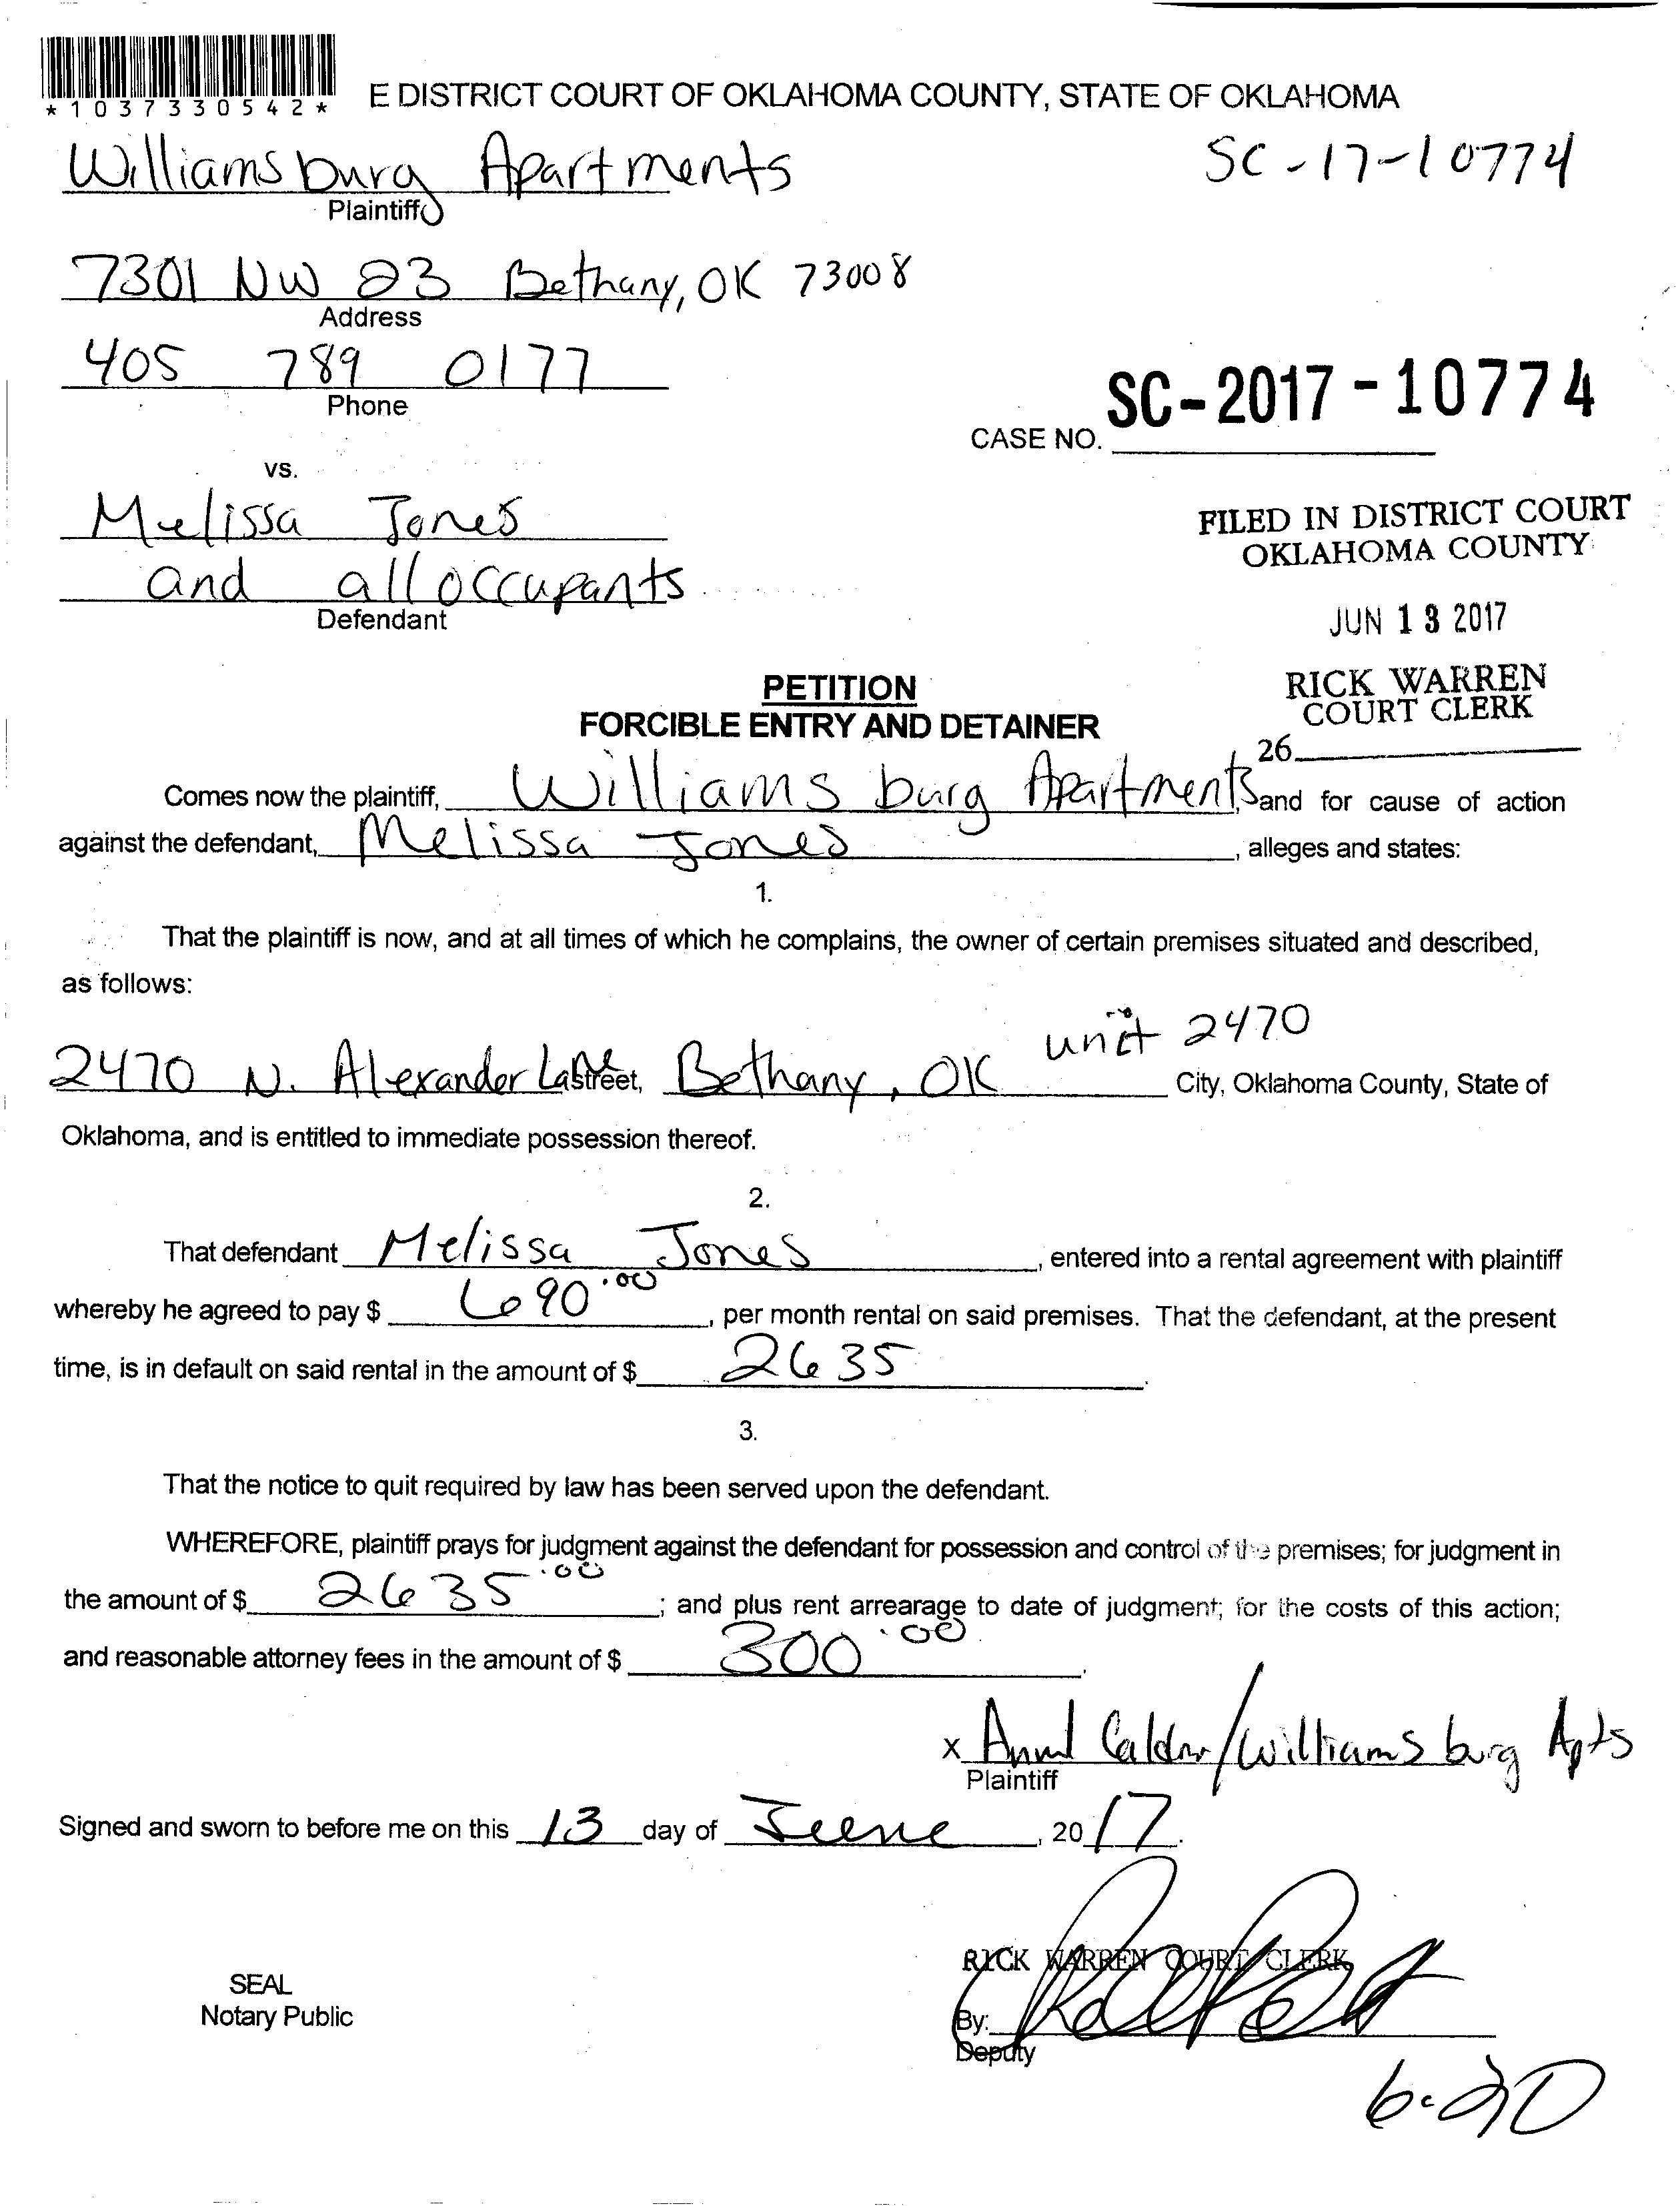 *1037330542*
E DISTRICT COURT OF OKLAHOMA COUNTY, STATE OF OKLAHOMA
Williamsburg Apartments
SC-17-10774
Plaintiff
7301 NW 23 Bethany, OK 73008
Address
405 789 0177
Phone
SC-2017-10774
CASE NO.
vs.
Melissa Jones
and all occupants
Defendant
FILED IN DISTRICT COURT
OKLAHOMA COUNTY
JUN 13 2017
RICK WARREN
COURT CLERK
26
PETITION
FORCIBLE ENTRY AND DETAINER
Comes now the plaintiff, Williamsburg Apartments, and for cause of action
against the defendant, Melissa Jones, alleges and states:
1.
That the plaintiff is now, and at all times of which he complains, the owner of certain premises situated and described,
as follows:
unit 2470
2470 N. Alexander Lane Street, Bethany, OK City, Oklahoma County, State of
Oklahoma, and is entitled to immediate possession thereof.
2.
That defendant Melissa Jones, entered into a rental agreement with plaintiff
whereby he agreed to pay $ 690.00, per month rental on said premises. That the defendant, at the present
time, is in default on said rental in the amount of $ 2635.
3.
That the notice to quit required by law has been served upon the defendant.
WHEREFORE, plaintiff prays for judgment against the defendant for possession and control of the premises; for judgment in
the amount of $ 2635.00; and plus rent arrearage to date of judgment; for the costs of this action;
and reasonable attorney fees in the amount of $ 300.00.
x /Williamsburg Apts
Plaintiff
Signed and sworn to before me on this 13 day of June, 2017.
RICK WARREN COURT CLERK
SEAL
Notary Public
By:
Deputy
6-20